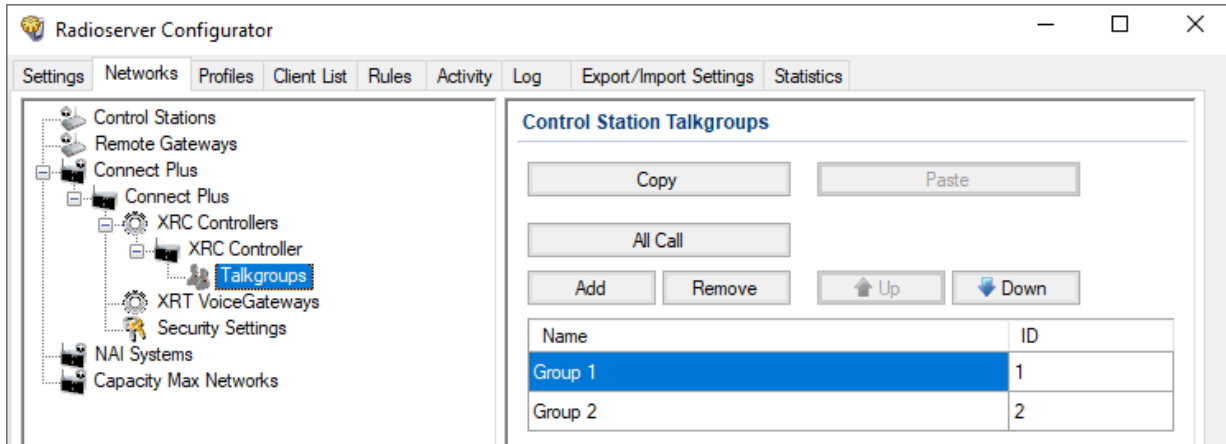 Radioserver Configurator
Settings Networks Profiles Client List Rules Activity Log Export/Import Settings Statistics
Control Stations
Remote Gateways
Connect Plus
Connect Plus
XRC Controllers
XRC Controller
Talkgroups
XRT VoiceGateways
Security Settings
NAI Systems
Capacity Max Networks
Control Station Talkgroups
Copy Paste
All Call
Add Remove Up Down
Name ID
Group 1 1
Group 2 2